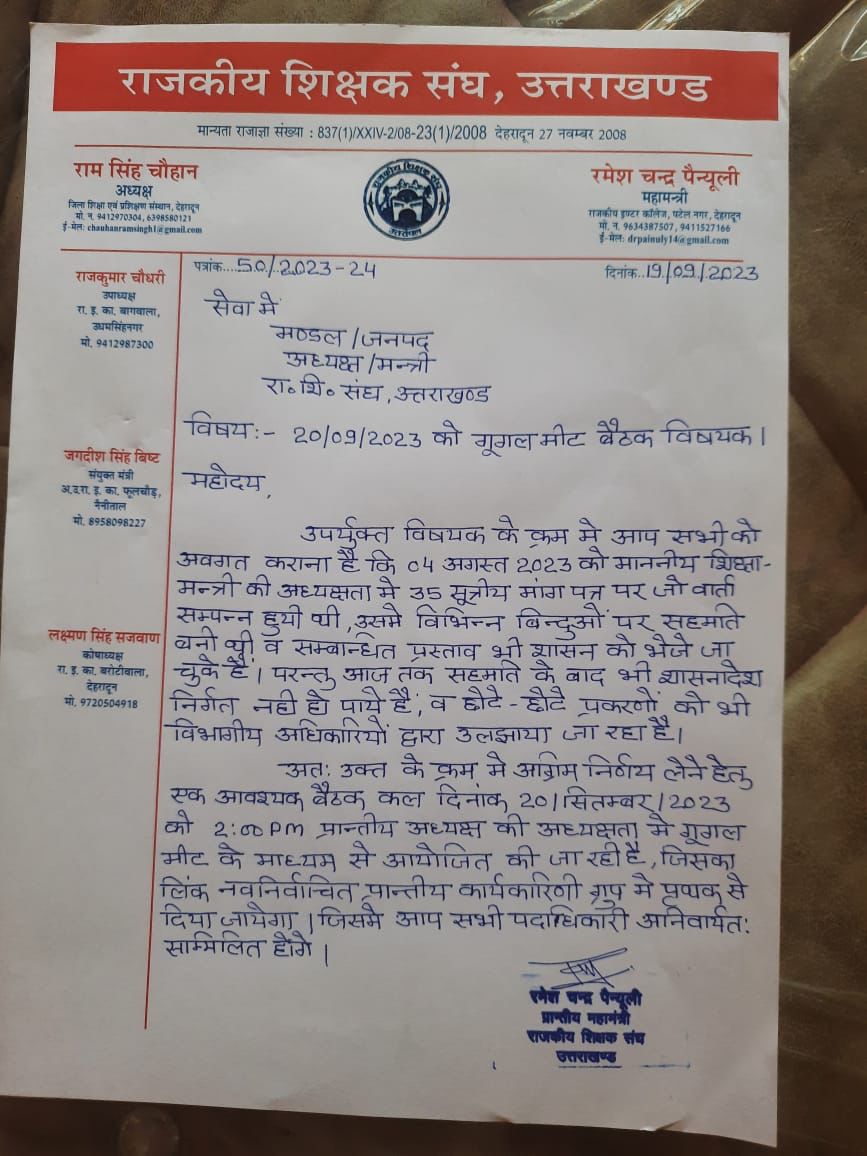 राजकीय शिक्षक संघ, उत्तराखण्ड
मान्यता राजाज्ञा संख्या : 837(1)/XXIV-2/08-23(1)/2008 देहरादून 27 नवम्बर 2008
राम सिंह चौहान
अध्यक्ष
जिला शिक्षा एवं प्रशिक्षण संस्थान, देहरादून
मो. न. 9412970304, 6398580121
ई-मेल: chauhanramsingh1@gmail.com
राजकीय शिक्षक संघ
उत्तरांचल
रमेश चन्द्र पैन्यूली
महामन्त्री
राजकीय इण्टर कॉलेज, पटेल नगर, देहरादून
मो. न. 9634387507, 9411527166
ई-मेल: drpainuly14@gmail.com
राजकुमार चौधरी
उपाध्यक्ष
रा. इ. का. बागवाला,
उधमसिंहनगर
मो. 9412987300
जगदीश सिंह बिष्ट
संयुक्त मंत्री
अ.उ.रा. इ. का. फूलचौड़,
नैनीताल
मो. 8958098227
लक्ष्मण सिंह सजवाण
कोषाध्यक्ष
रा. इ. का. बरोटीवाला,
देहरादून
मो. 9720504918
पत्रांक....50/2023-24
दिनांक..19/09/2023
सेवा में
मण्डल/जनपद
अध्यक्ष/मन्त्री
रा० शि० संघ, उत्तराखण्ड
विषय:- 20/09/2023 को गूगल मीट बैठक विषयक।
महोदय,
उपर्युक्त विषयक के क्रम मे आप सभी को
अवगत कराना है कि 04 अगस्त 2023 को माननीय शिक्षा-
मन्त्री की अध्यक्षता मे 35 सूत्रीय मांग पत्र पर जो वार्ता
सम्पन्न हुयी थी, उसमे विभिन्न बिन्दुओं पर सहमति
बनी थी व सम्बन्धित प्रस्ताव भी शासन को भेजे जा
चुके है। परन्तु आज तक सहमति के बाद भी शासनादेश
निर्गत नही हो पाये है, व छोटे-छोटे प्रकरणों को भी
विभागीय अधिकारियों द्वारा उलझाया जा रहा है।
अतः उक्त के क्रम मे अग्रिम निर्णय लेने हेतु
एक आवश्यक बैठक कल दिनांक 20/सितम्बर/2023
को 2:00 PM प्रान्तीय अध्यक्ष की अध्यक्षता मे गूगल
मीट के माध्यम से आयोजित की जा रही है, जिसका
लिंक नवनिर्वाचित प्रान्तीय कार्यकारिणी ग्रुप मे पृथक से
दिया जायेगा। जिसमे आप सभी पदाधिकारी अनिवार्यत:
सम्मिलित होंगे।
रमेश चन्द्र पैन्यूली
प्रान्तीय महामंत्री
राजकीय शिक्षक संघ
उत्तराखण्ड